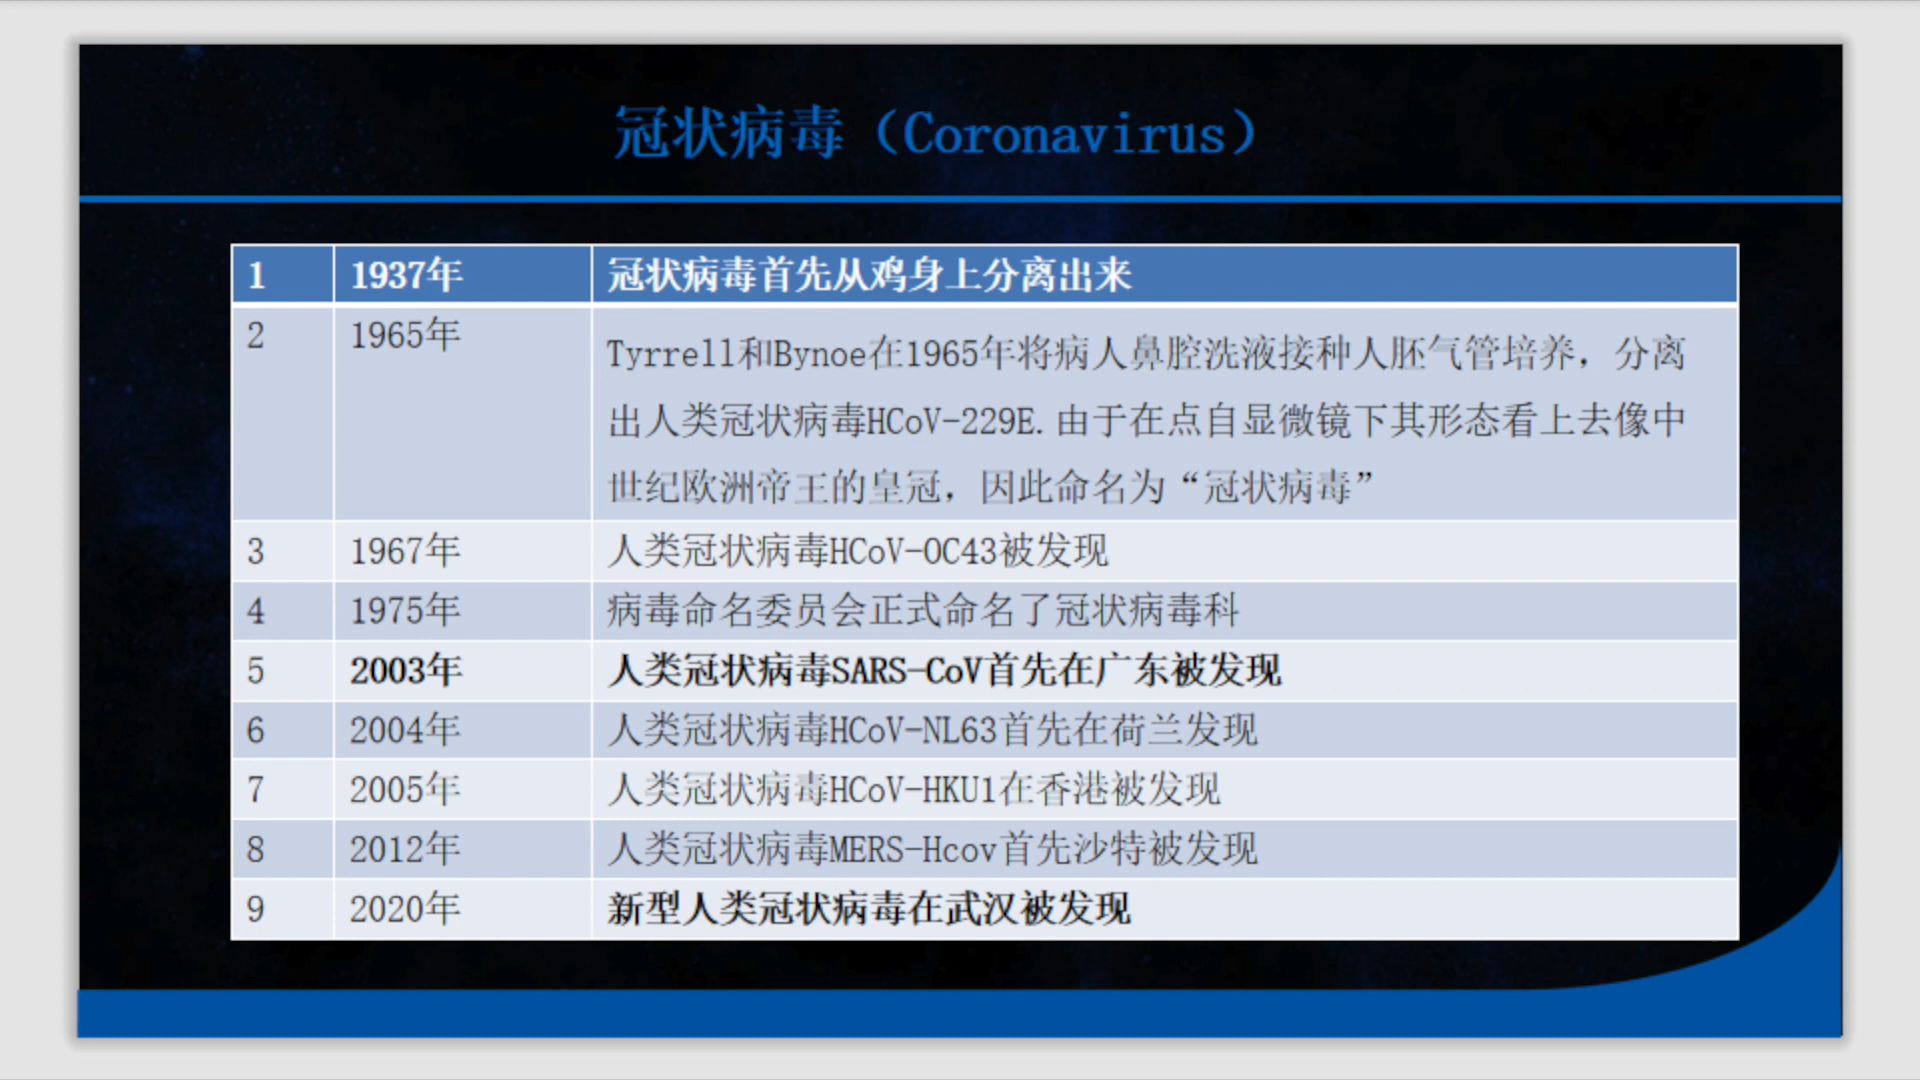 冠状病毒（Coronavirus）
1 1937年 冠状病毒首先从鸡身上分离出来
2 1965年 Tyrrell和Bynoe在1965年将病人鼻腔洗液接种人胚气管培养，分离
出人类冠状病毒HCoV-229E.由于在点自显微镜下其形态看上去像中
世纪欧洲帝王的皇冠，因此命名为“冠状病毒”
3 1967年 人类冠状病毒HCoV-OC43被发现
4 1975年 病毒命名委员会正式命名了冠状病毒科
5 2003年 人类冠状病毒SARS-CoV首先在广东被发现
6 2004年 人类冠状病毒HCoV-NL63首先在荷兰发现
7 2005年 人类冠状病毒HCoV-HKU1在香港被发现
8 2012年 人类冠状病毒MERS-Hcov首先沙特被发现
9 2020年 新型人类冠状病毒在武汉被发现